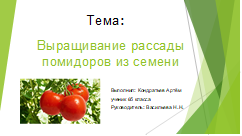 Тема:
Выращивание рассады
помидоров из семени
Выполнил: Кондратьев Артём
ученик 6б класса
Руководитель: Васильева Н.Н.